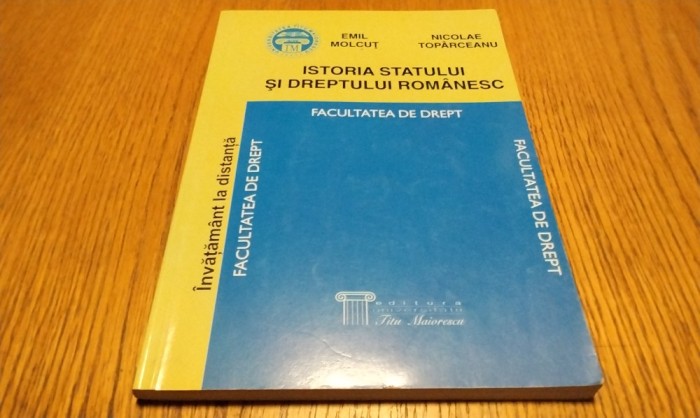 EMIL
MOLCUȚ
NICOLAE
TOPÂRCEANU
TM
ISTORIA STATULUI
ȘI DREPTULUI ROMÂNESC
FACULTATEA DE DREPT
Învățământ la distanță
FACULTATEA DE DREPT
FACULTATEA DE DREPT
editura
Titu Maiorescu